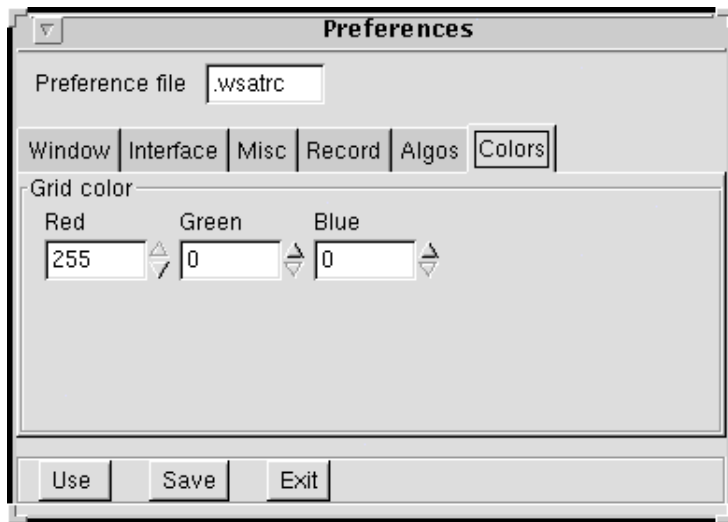 Preferences
Preference file .wsatrc
Window Interface Misc Record Algos Colors
Grid color
Red Green Blue
255 0 0
Use Save Exit